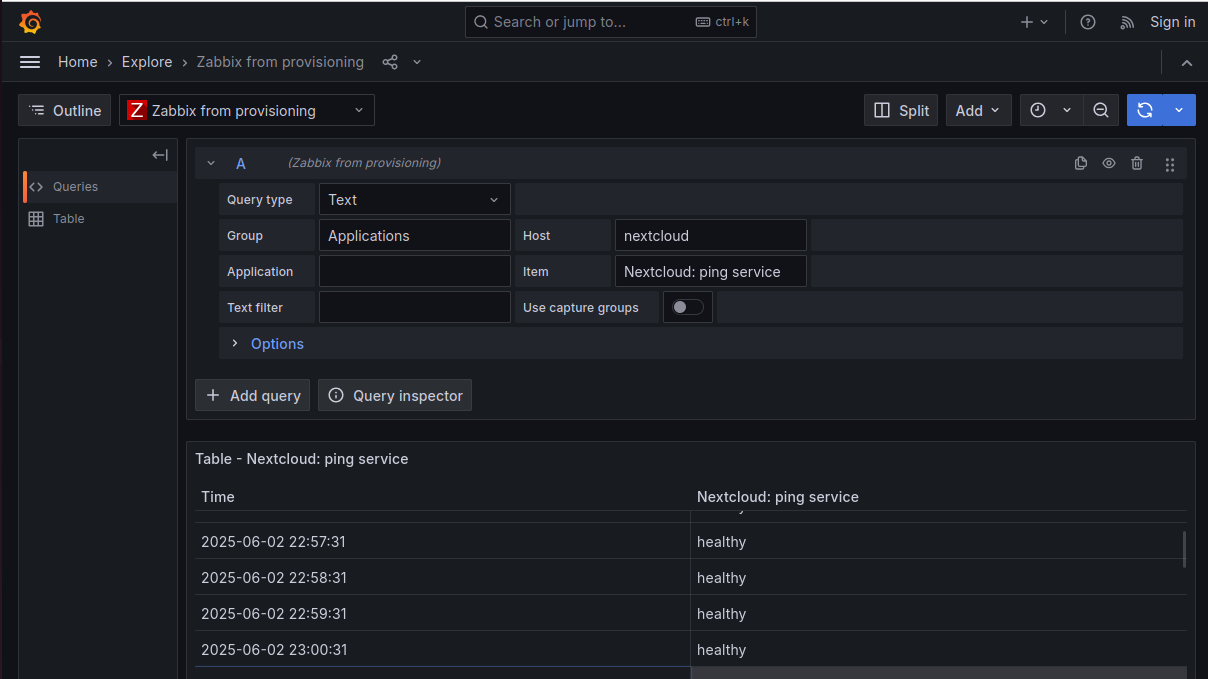 Search or jump to... ctrl+k Sign in
Home › Explore › Zabbix from provisioning
Outline Z Zabbix from provisioning Split Add
A (Zabbix from provisioning)
Queries
Table
Query type Text
Group Applications Host nextcloud
Application Item Nextcloud: ping service
Text filter Use capture groups
Options
Add query Query inspector
Table - Nextcloud: ping service
Time Nextcloud: ping service
2025-06-02 22:57:31 healthy
2025-06-02 22:58:31 healthy
2025-06-02 22:59:31 healthy
2025-06-02 23:00:31 healthy